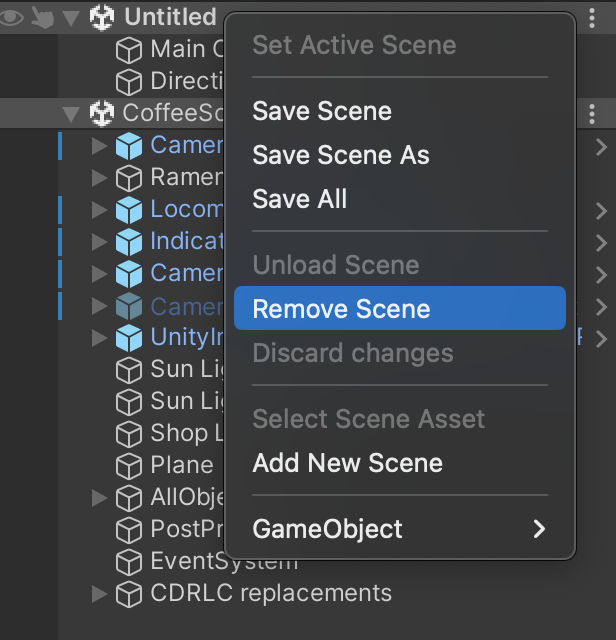 Untitled
Set Active Scene
Main
Directi
Save Scene
CoffeeSc
Save Scene As
Camer
Ramen
Save All
Locom
Indicat
Unload Scene
Camer
Remove Scene
Camer
UnityIn
Discard changes
Sun Lig
Sun Lig
Select Scene Asset
Shop L
Plane
Add New Scene
AllObje
PostPr
GameObject
EventSystem
CDRLC replacements